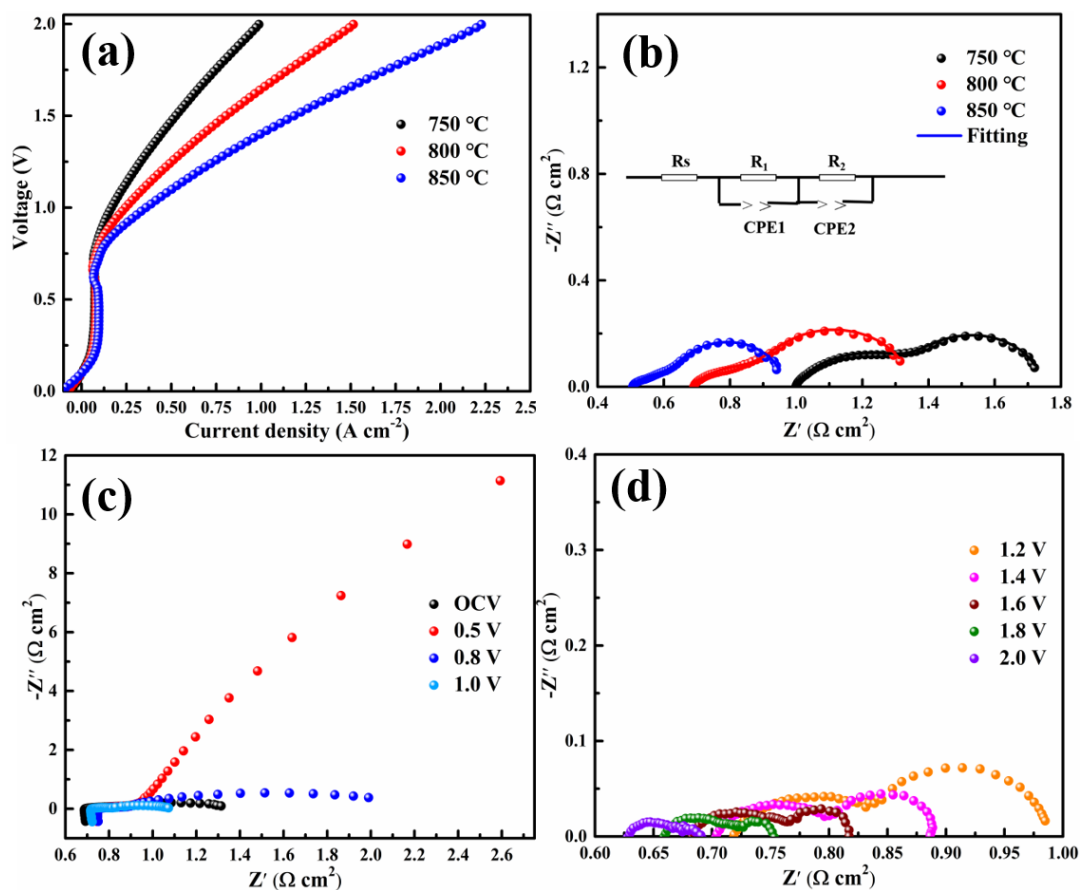 (a)
2.0
1.5
1.0
0.5
0.0
Voltage (V)
750 °C
800 °C
850 °C
0.00 0.25 0.50 0.75 1.00 1.25 1.50 1.75 2.00 2.25 2.5
Current density (A cm-2)
(b)
1.2
0.8
0.4
0.0
-Z'' (Ω cm2)
750 °C
800 °C
850 °C
Fitting
Rs R1 R2
CPE1 CPE2
0.4 0.6 0.8 1.0 1.2 1.4 1.6 1.8
Z' (Ω cm2)
(c)
12
10
8
6
4
2
0
-Z'' (Ω cm2)
OCV
0.5 V
0.8 V
1.0 V
0.6 0.8 1.0 1.2 1.4 1.6 1.8 2.0 2.2 2.4 2.6
Z' (Ω cm2)
(d)
0.4
0.3
0.2
0.1
0.0
-Z'' (Ω cm2)
1.2 V
1.4 V
1.6 V
1.8 V
2.0 V
0.60 0.65 0.70 0.75 0.80 0.85 0.90 0.95 1.00
Z' (Ω cm2)